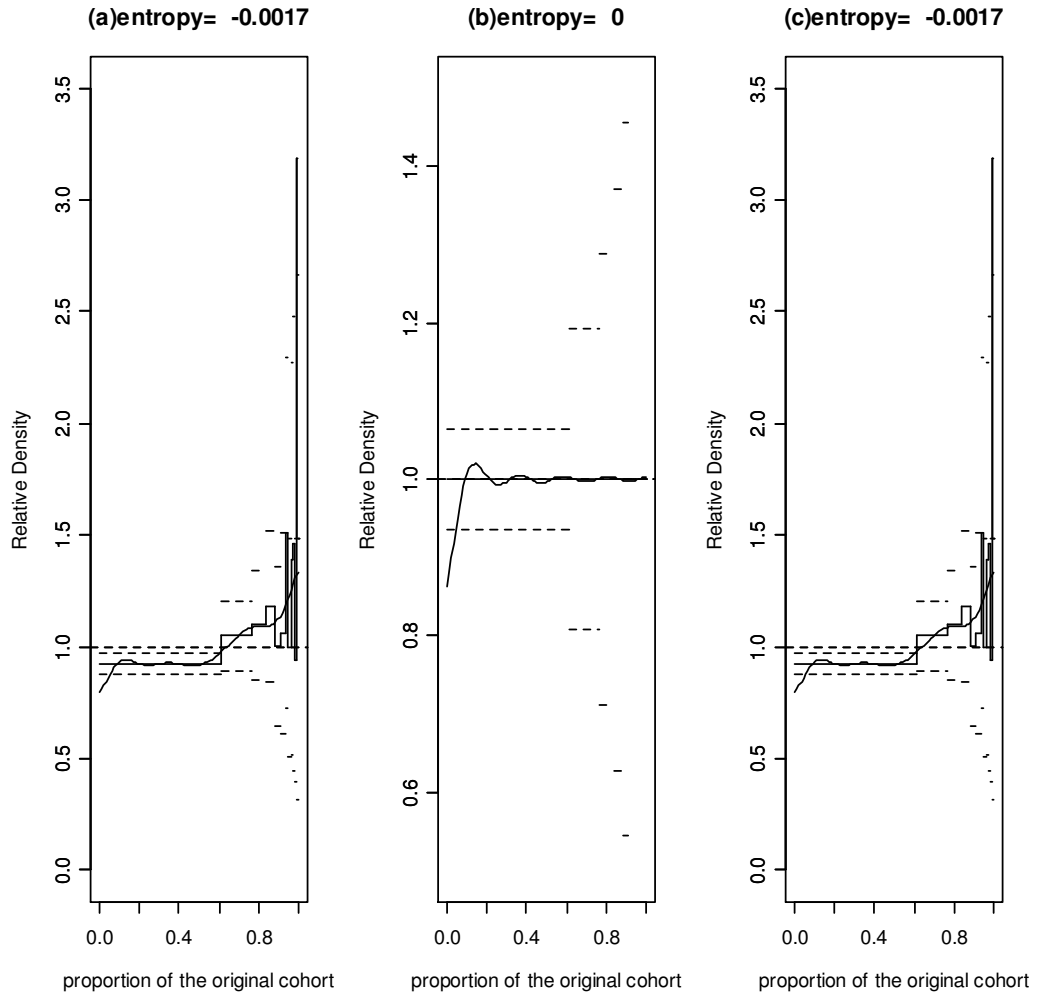 (a)entropy= -0.0017
Relative Density
3.5
3.0
2.5
2.0
1.5
1.0
0.5
0.0
0.0 0.4 0.8
proportion of the original cohort
(b)entropy= 0
Relative Density
1.4
1.2
1.0
0.8
0.6
0.0 0.4 0.8
proportion of the original cohort
(c)entropy= -0.0017
Relative Density
3.5
3.0
2.5
2.0
1.5
1.0
0.5
0.0
0.0 0.4 0.8
proportion of the original cohort